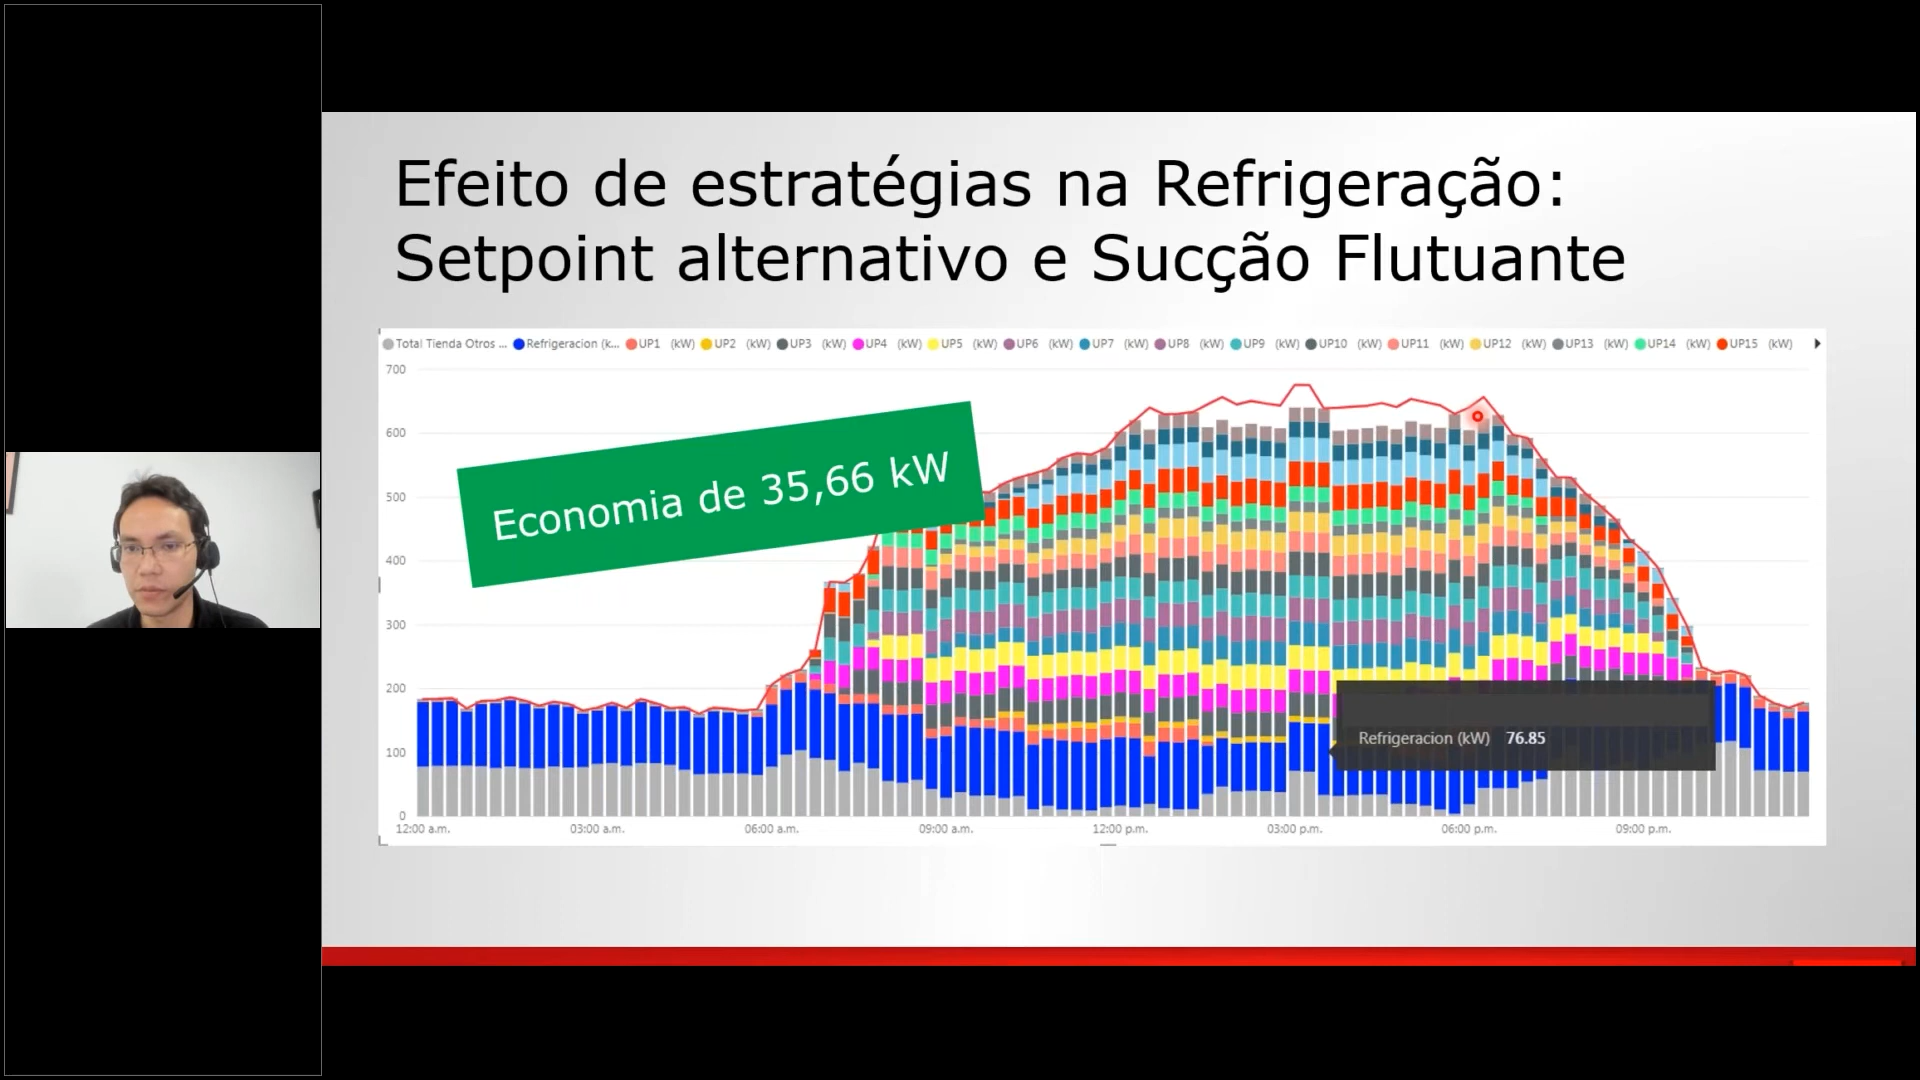 Efeito de estratégias na Refrigeração:
Setpoint alternativo e Sucção Flutuante
Total Tienda Otros ... Refrigeracion (k... UP1 (kW) UP2 (kW) UP3 (kW) UP4 (kW) UP5 (kW) UP6 (kW) UP7 (kW) UP8 (kW) UP9 (kW) UP10 (kW) UP11 (kW) UP12 (kW) UP13 (kW) UP14 (kW) UP15 (kW)
700
600
500
400
300
200
100
0
Economia de 35,66 kW
Refrigeracion (kW) 76.85
12:00 a.m. 03:00 a.m. 06:00 a.m. 09:00 a.m. 12:00 p.m. 03:00 p.m. 06:00 p.m. 09:00 p.m.